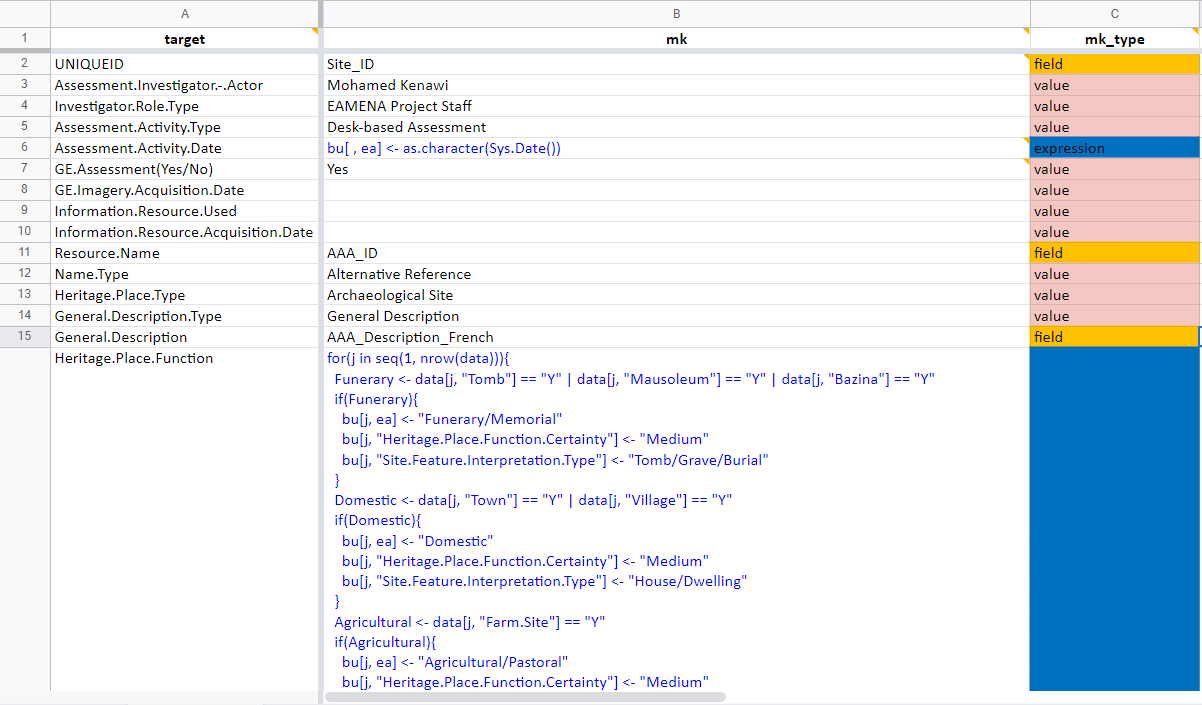 A B C
1 target mk mk_type
2 UNIQUEID Site_ID field
3 Assessment.Investigator.-.Actor Mohamed Kenawi value
4 Investigator.Role.Type EAMENA Project Staff value
5 Assessment.Activity.Type Desk-based Assessment value
6 Assessment.Activity.Date bu[ , ea] <- as.character(Sys.Date()) expression
7 GE.Assessment(Yes/No) Yes value
8 GE.Imagery.Acquisition.Date value
9 Information.Resource.Used value
10 Information.Resource.Acquisition.Date value
11 Resource.Name AAA_ID field
12 Name.Type Alternative Reference value
13 Heritage.Place.Type Archaeological Site value
14 General.Description.Type General Description value
15 General.Description AAA_Description_French field
Heritage.Place.Function for(j in seq(1, nrow(data))){
Funerary <- data[j, "Tomb"] == "Y" | data[j, "Mausoleum"] == "Y" | data[j, "Bazina"] == "Y"
if(Funerary){
bu[j, ea] <- "Funerary/Memorial"
bu[j, "Heritage.Place.Function.Certainty"] <- "Medium"
bu[j, "Site.Feature.Interpretation.Type"] <- "Tomb/Grave/Burial"
}
Domestic <- data[j, "Town"] == "Y" | data[j, "Village"] == "Y"
if(Domestic){
bu[j, ea] <- "Domestic"
bu[j, "Heritage.Place.Function.Certainty"] <- "Medium"
bu[j, "Site.Feature.Interpretation.Type"] <- "House/Dwelling"
}
Agricultural <- data[j, "Farm.Site"] == "Y"
if(Agricultural){
bu[j, ea] <- "Agricultural/Pastoral"
bu[j, "Heritage.Place.Function.Certainty"] <- "Medium"